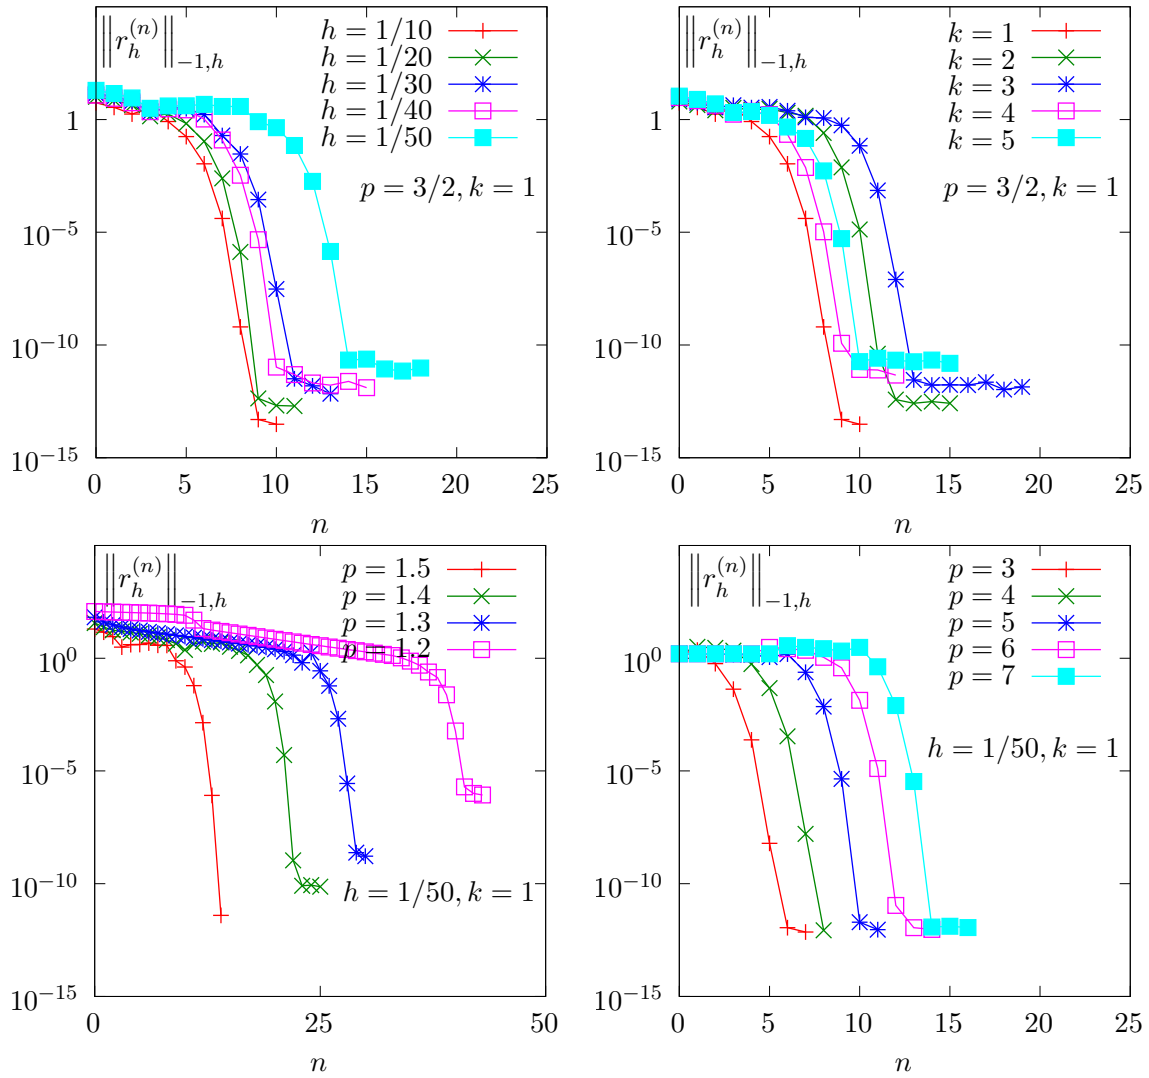 ‖r_h^{(n)}‖_{-1,h}
h = 1/10
h = 1/20
h = 1/30
h = 1/40
h = 1/50
p = 3/2, k = 1
1
10^{-5}
10^{-10}
10^{-15}
0 5 10 15 20 25
n
‖r_h^{(n)}‖_{-1,h}
k = 1
k = 2
k = 3
k = 4
k = 5
p = 3/2, k = 1
1
10^{-5}
10^{-10}
10^{-15}
0 5 10 15 20 25
n
‖r_h^{(n)}‖_{-1,h}
p = 1.5
p = 1.4
p = 1.3
p = 1.2
h = 1/50, k = 1
10^{0}
10^{-5}
10^{-10}
10^{-15}
0 25 50
n
‖r_h^{(n)}‖_{-1,h}
p = 3
p = 4
p = 5
p = 6
p = 7
h = 1/50, k = 1
10^{0}
10^{-5}
10^{-10}
10^{-15}
0 5 10 15 20 25
n